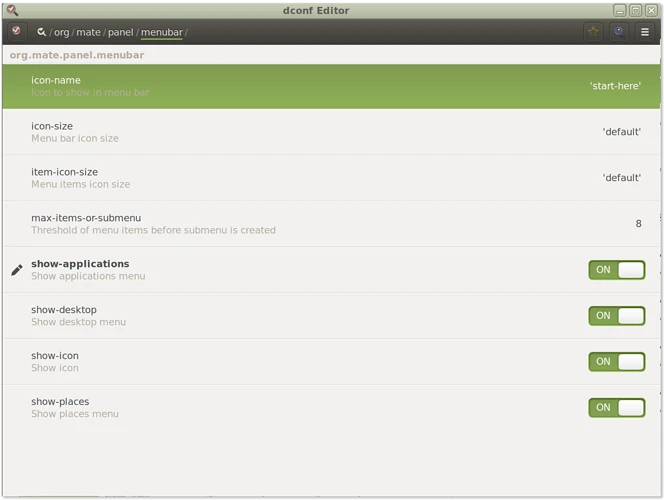 dconf Editor
/ org / mate / panel / menubar /
org.mate.panel.menubar
icon-name
Icon to show in menu bar
'start-here'
icon-size
Menu bar icon size
'default'
item-icon-size
Menu items icon size
'default'
max-items-or-submenu
Threshold of menu items before submenu is created
8
show-applications
Show applications menu
ON
show-desktop
Show desktop menu
ON
show-icon
Show icon
ON
show-places
Show places menu
ON